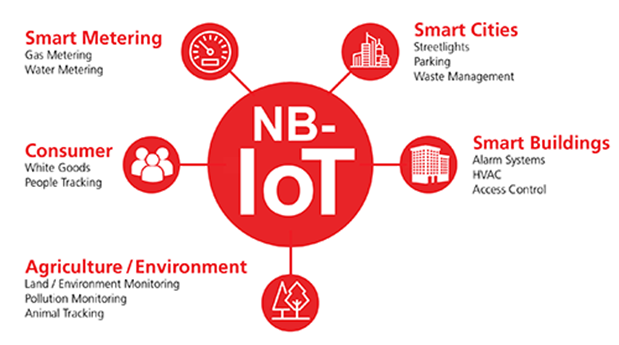 Smart Metering
Gas Metering
Water Metering
Smart Cities
Streetlights
Parking
Waste Management
NB-
IoT
Consumer
White Goods
People Tracking
Smart Buildings
Alarm Systems
HVAC
Access Control
Agriculture / Environment
Land / Environment Monitoring
Pollution Monitoring
Animal Tracking